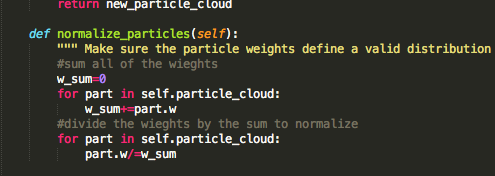 return new_particle_cloud
def normalize_particles(self):
""" Make sure the particle weights define a valid distribution
#sum all of the wieghts
w_sum=0
for part in self.particle_cloud:
w_sum+=part.w
#divide the wieghts by the sum to normalize
for part in self.particle_cloud:
part.w/=w_sum